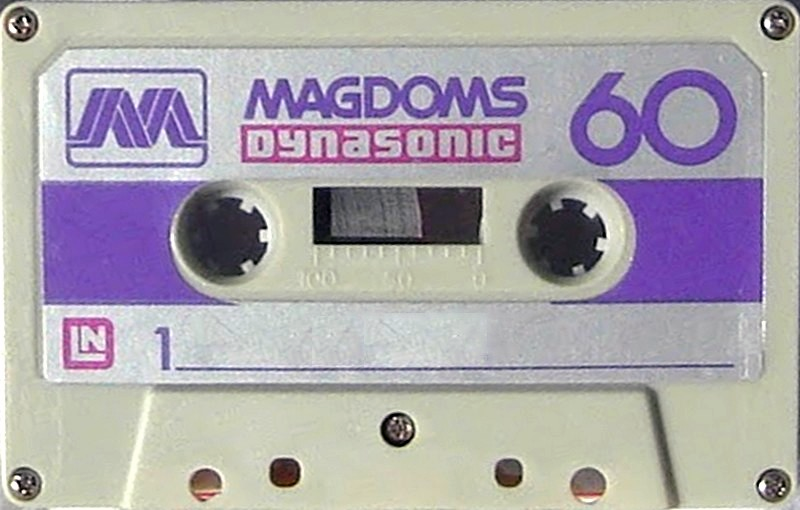 MAGDOMS 60
DYNASONIC
100 50 0
LN 1